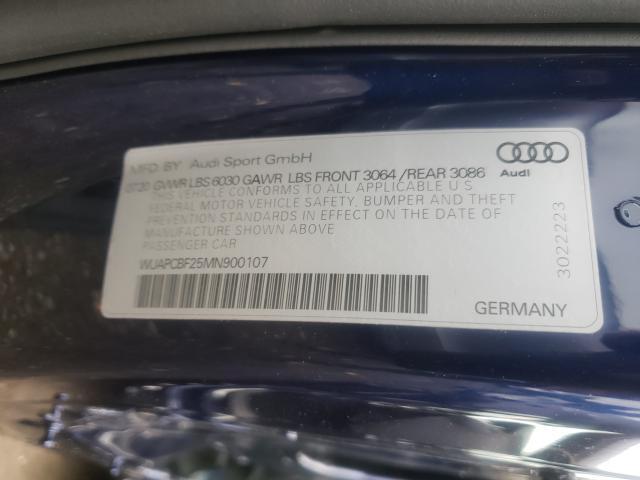 MFD. BY Audi Sport GmbH
07/20 GVWR LBS 6030 GAWR LBS FRONT 3064 /REAR 3086
Audi
THIS VEHICLE CONFORMS TO ALL APPLICABLE U S
FEDERAL MOTOR VEHICLE SAFETY, BUMPER AND THEFT
PREVENTION STANDARDS IN EFFECT ON THE DATE OF
MANUFACTURE SHOWN ABOVE
PASSENGER CAR
WUAPCBF25MN900107
3022223
GERMANY